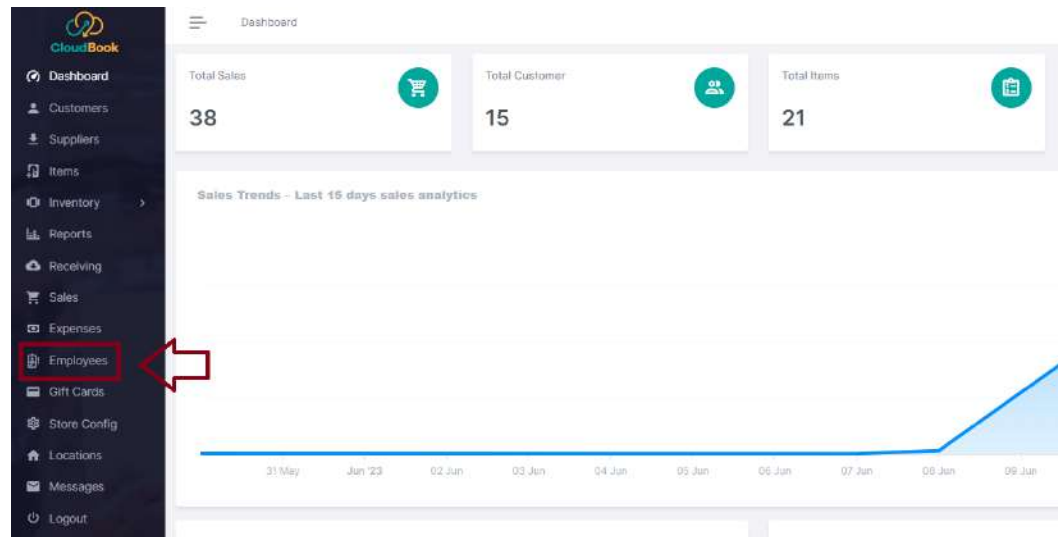 CloudBook
Dashboard
Customers
Suppliers
Items
Inventory
Reports
Receiving
Sales
Expenses
Employees
Gift Cards
Store Config
Locations
Messages
Logout
Dashboard
Total Sales
38
Total Customer
15
Total Items
21
Sales Trends - Last 15 days sales analytics
31 May Jun '23 02 Jun 03 Jun 04 Jun 05 Jun 06 Jun 07 Jun 08 Jun 09 Jun